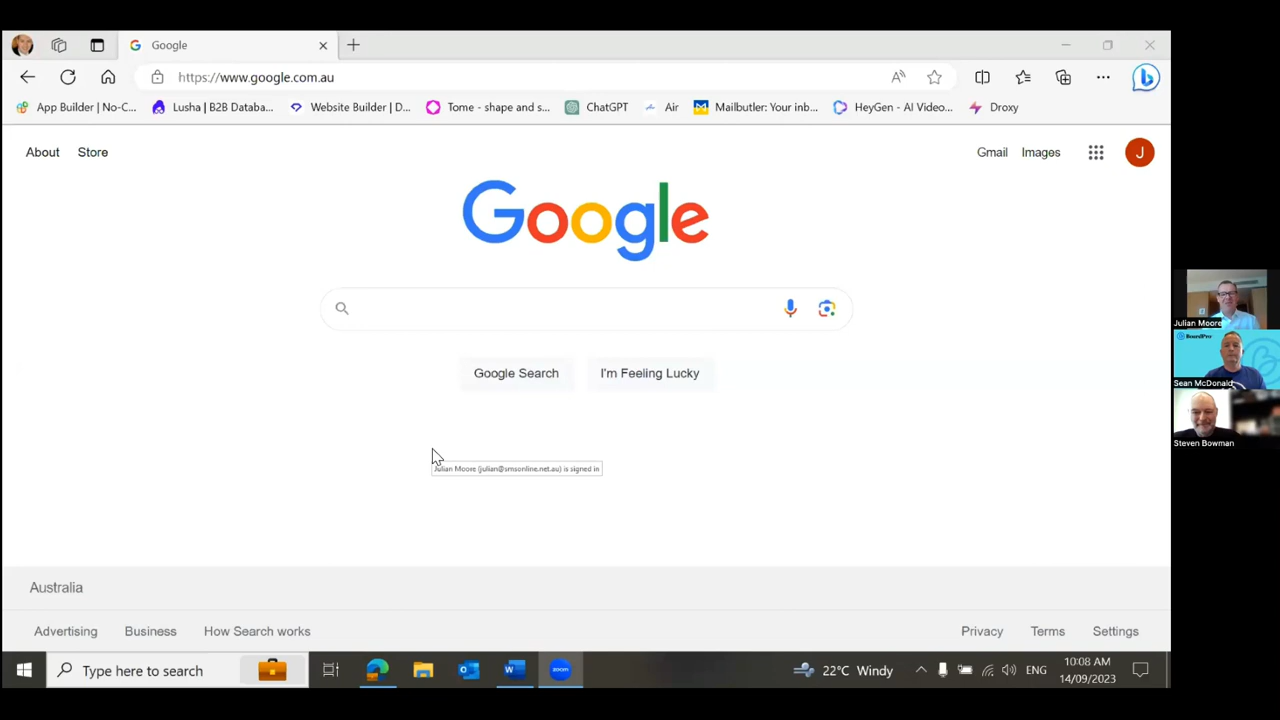 Google
https://www.google.com.au
App Builder | No-C...
Lusha | B2B Databa...
Website Builder | D...
Tome - shape and s...
ChatGPT
Air
Mailbutler: Your inb...
HeyGen - AI Video...
Droxy
About
Store
Gmail
Images
J
Google
Google Search
I'm Feeling Lucky
Julian Moore (julian@smsonline.net.au) is signed in
Australia
Advertising
Business
How Search works
Privacy
Terms
Settings
Type here to search
zoom
22°C Windy
ENG
10:08 AM
14/09/2023
Julian Moore
BoardPro
Sean McDonald
Steven Bowman